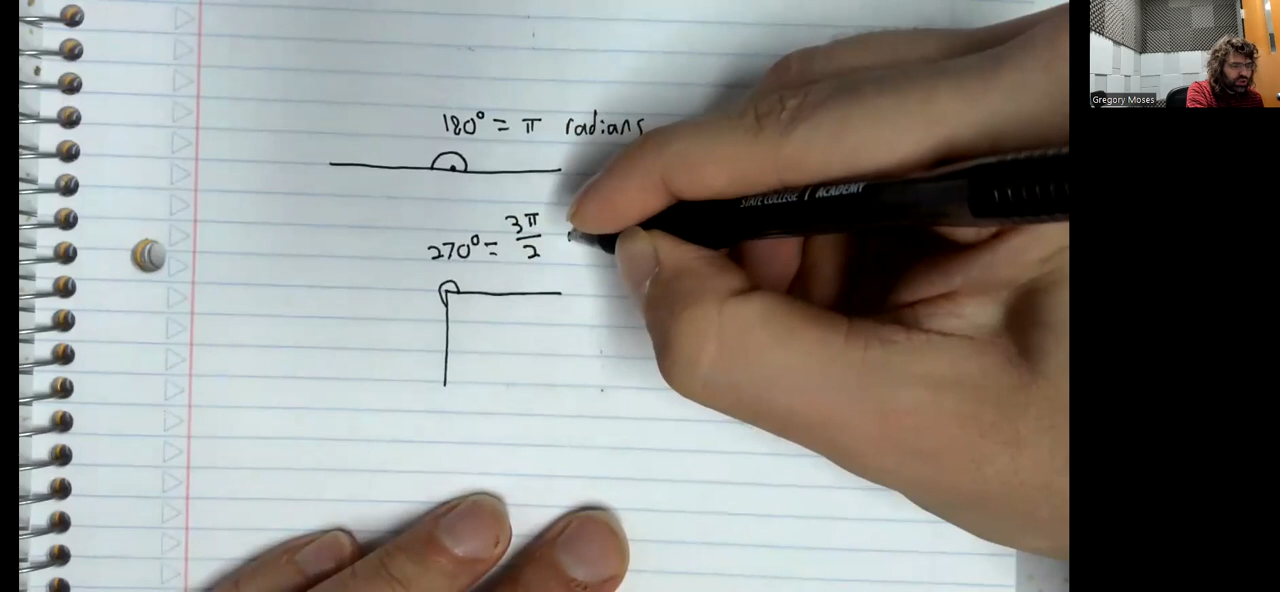 180° = π radians
270° = 3π/2
STATE COLLEGE / ACADEMY
Gregory Moses